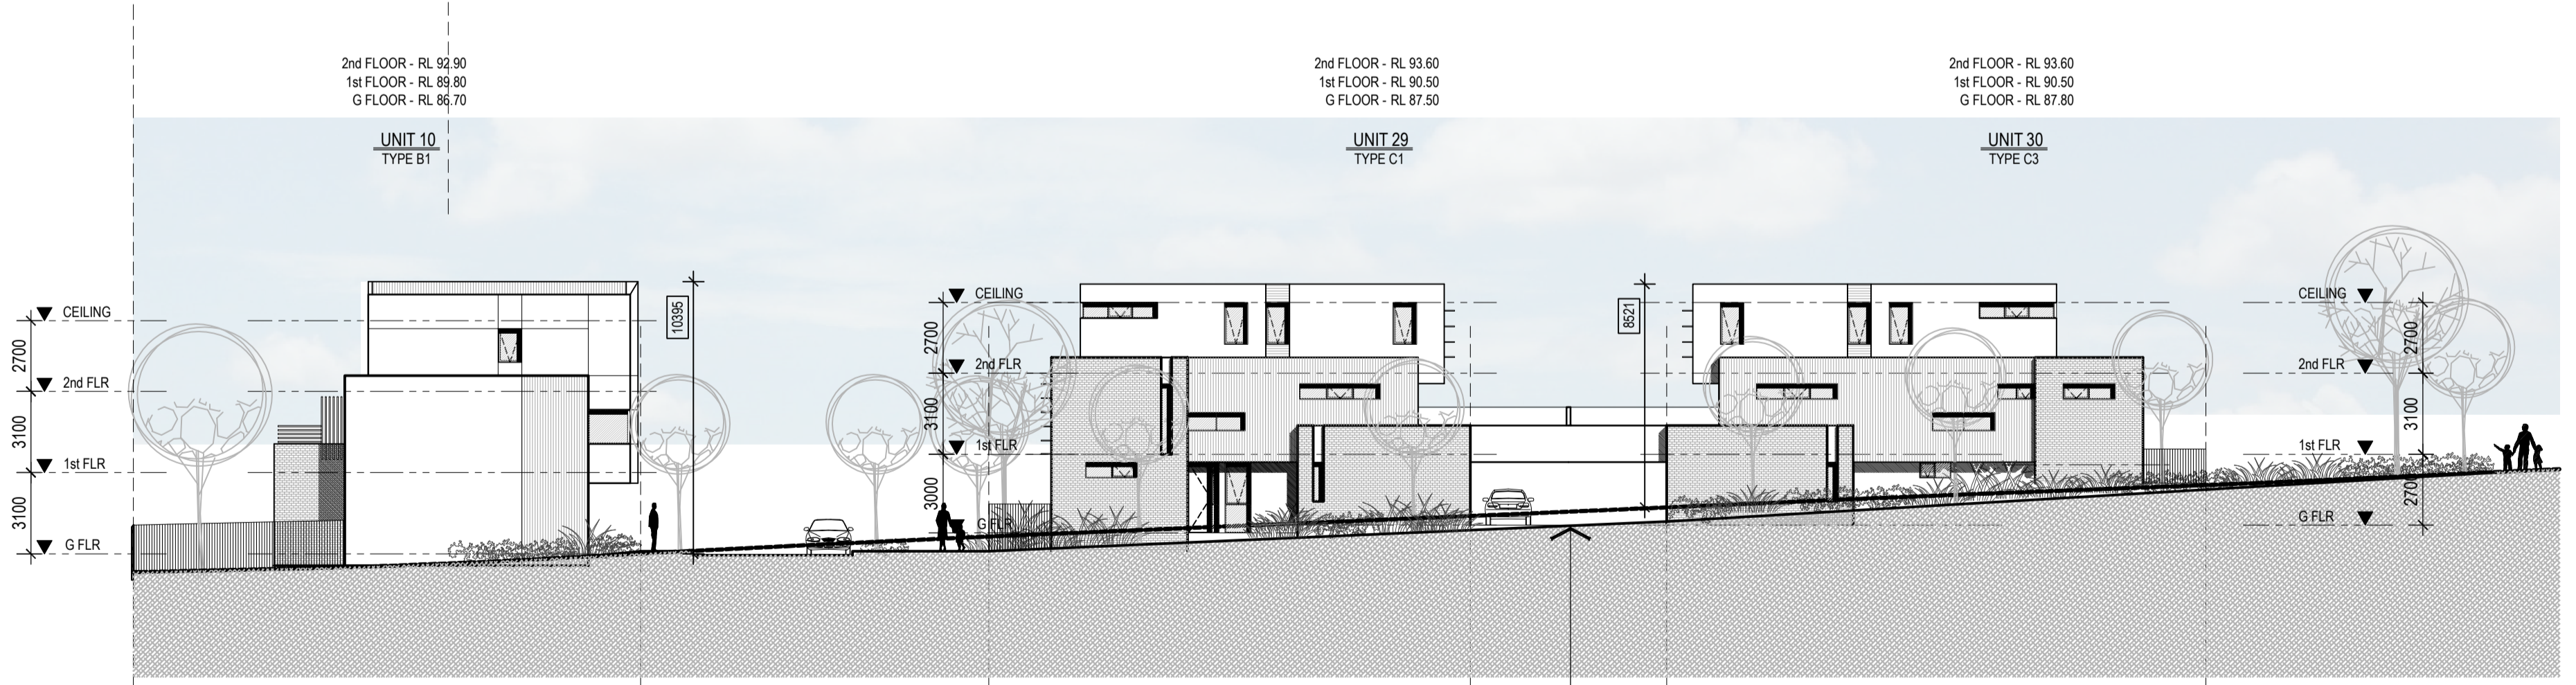 2nd FLOOR - RL 92.90
1st FLOOR - RL 89.80
G FLOOR - RL 86.70
UNIT 10
TYPE B1
2nd FLOOR - RL 93.60
1st FLOOR - RL 90.50
G FLOOR - RL 87.50
UNIT 29
TYPE C1
2nd FLOOR - RL 93.60
1st FLOOR - RL 90.50
G FLOOR - RL 87.80
UNIT 30
TYPE C3
CEILING
2700
2nd FLR
3100
1st FLR
3100
G FLR
10395
CEILING
2700
2nd FLR
3100
1st FLR
3000
G FLR
8521
CEILING
2700
2nd FLR
3100
1st FLR
2700
G FLR